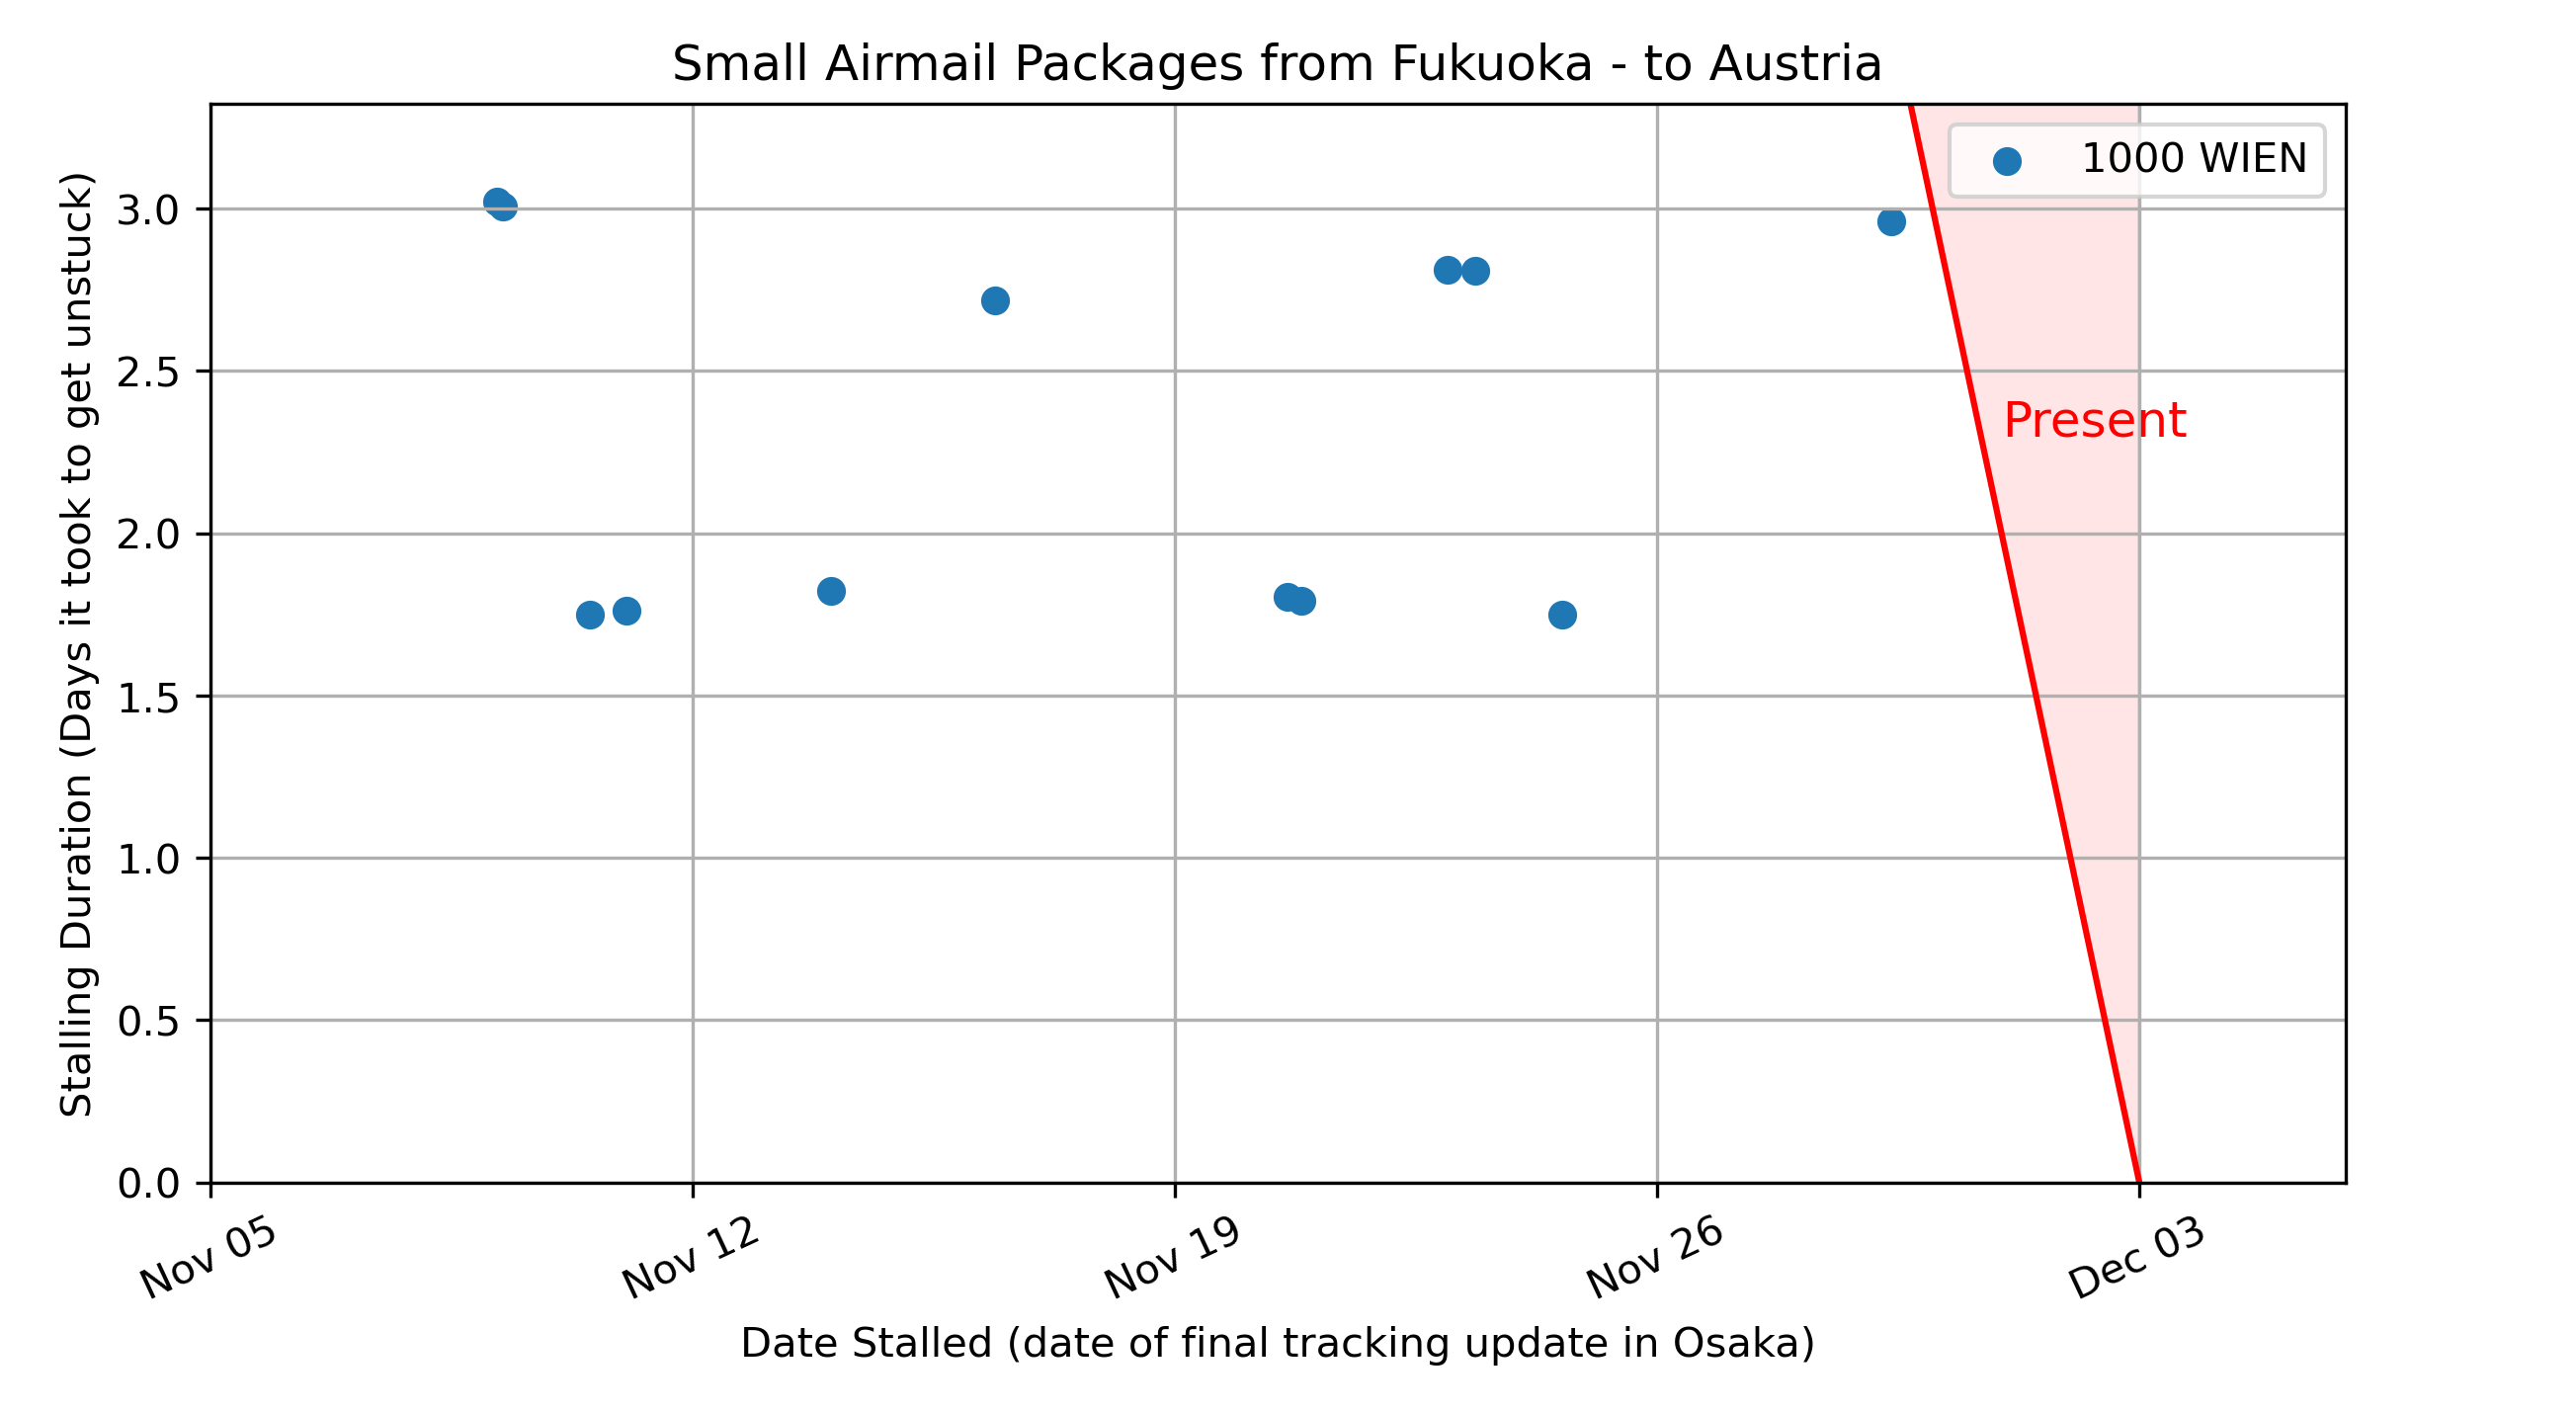 Small Airmail Packages from Fukuoka - to Austria
1000 WIEN
Present
Stalling Duration (Days it took to get unstuck)
3.0
2.5
2.0
1.5
1.0
0.5
0.0
Nov 05
Nov 12
Nov 19
Nov 26
Dec 03
Date Stalled (date of final tracking update in Osaka)